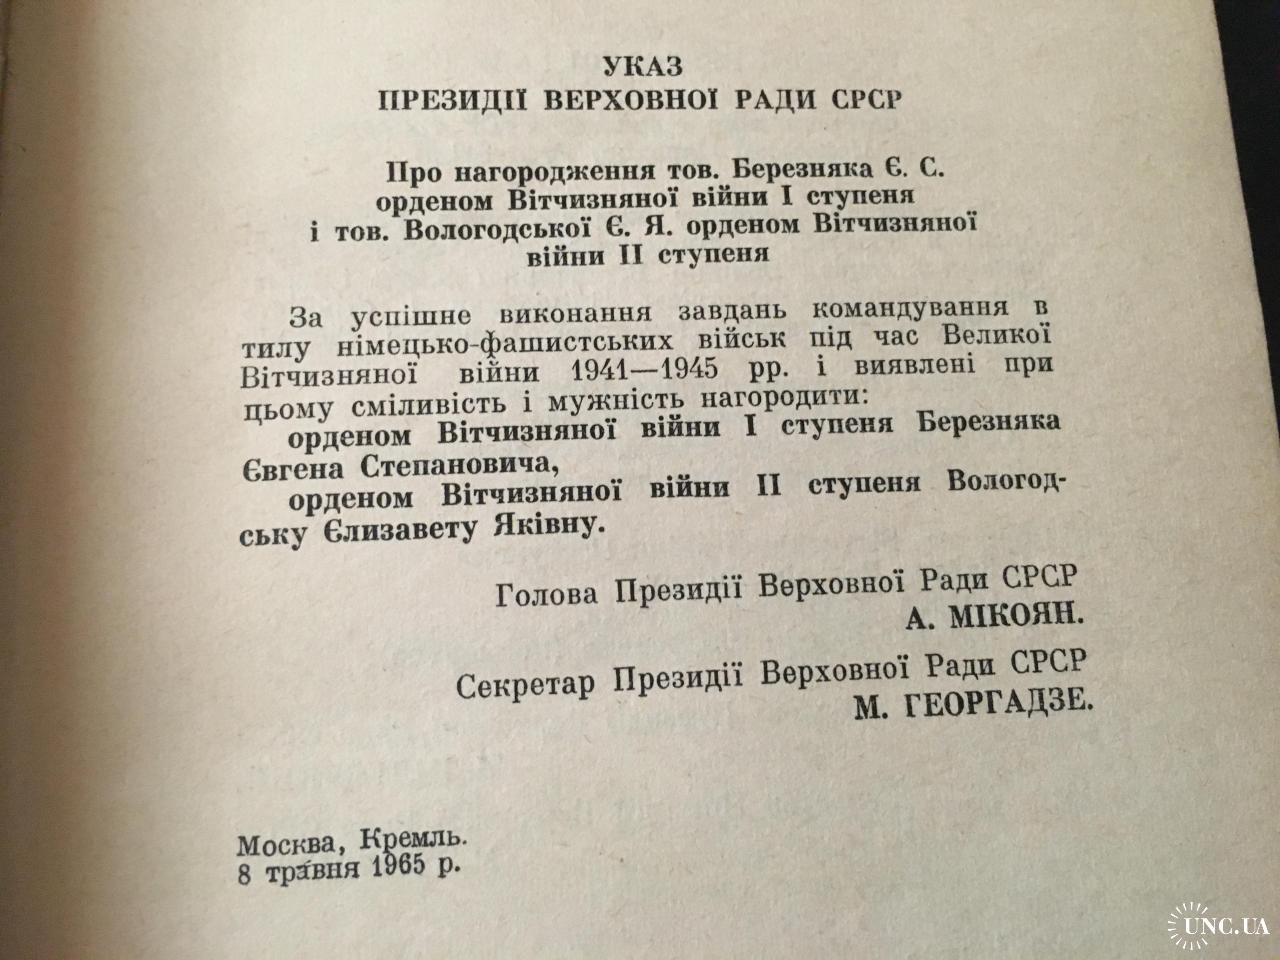 УКАЗ
ПРЕЗИДІЇ ВЕРХОВНОЇ РАДИ СРСР
Про нагородження тов. Березняка Є. С.
орденом Вітчизняної війни I ступеня
і тов. Вологодської Є. Я. орденом Вітчизняної
війни II ступеня
За успішне виконання завдань командування в
тилу німецько-фашистських військ під час Великої
Вітчизняної війни 1941—1945 рр. і виявлені при
цьому сміливість і мужність нагородити:
орденом Вітчизняної війни I ступеня Березняка
Євгена Степановича,
орденом Вітчизняної війни II ступеня Вологод-
ську Єлизавету Яківну.
Голова Президії Верховної Ради СРСР
А. МІКОЯН.
Секретар Президії Верховної Ради СРСР
М. ГЕОРГАДЗЕ.
Москва, Кремль.
8 травня 1965 р.
UNC.UA